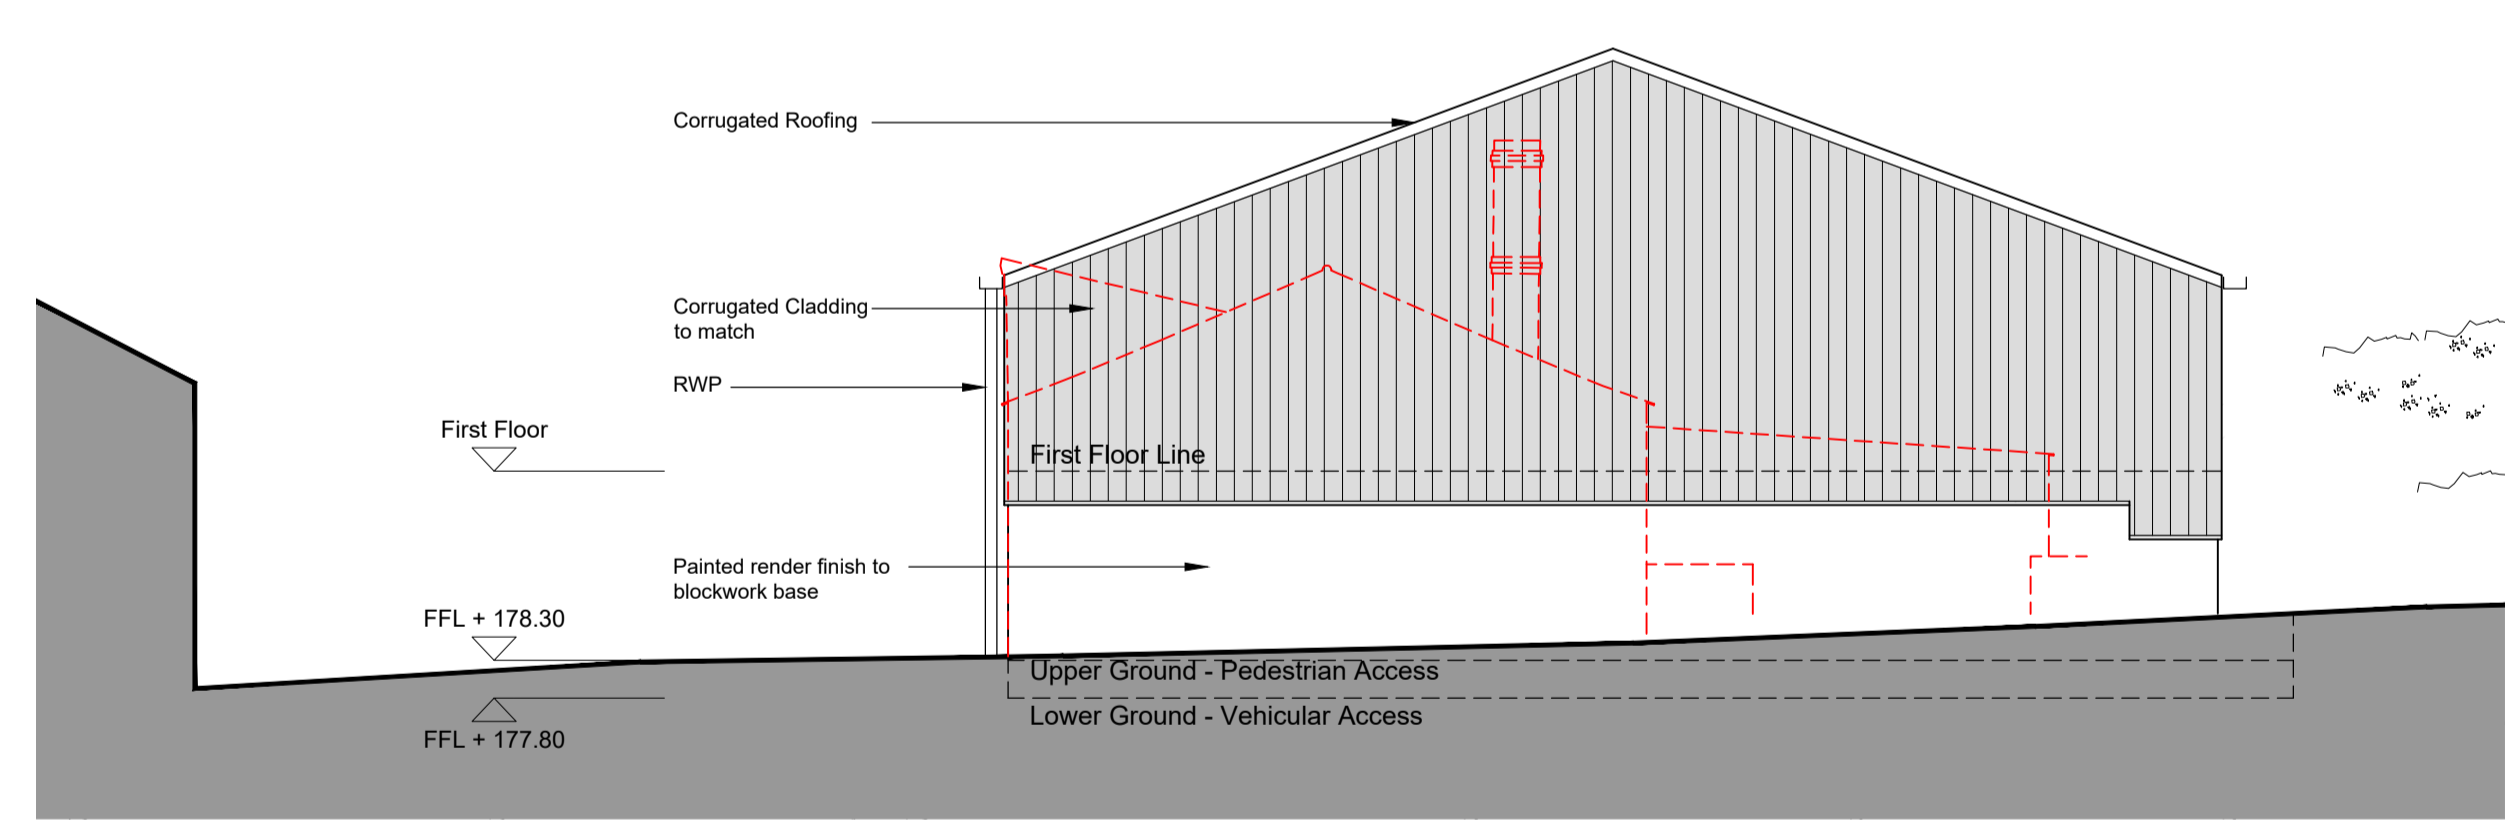 Corrugated Roofing
Corrugated Cladding
to match
RWP
First Floor
First Floor Line
Painted render finish to
blockwork base
FFL + 178.30
Upper Ground - Pedestrian Access
Lower Ground - Vehicular Access
FFL + 177.80